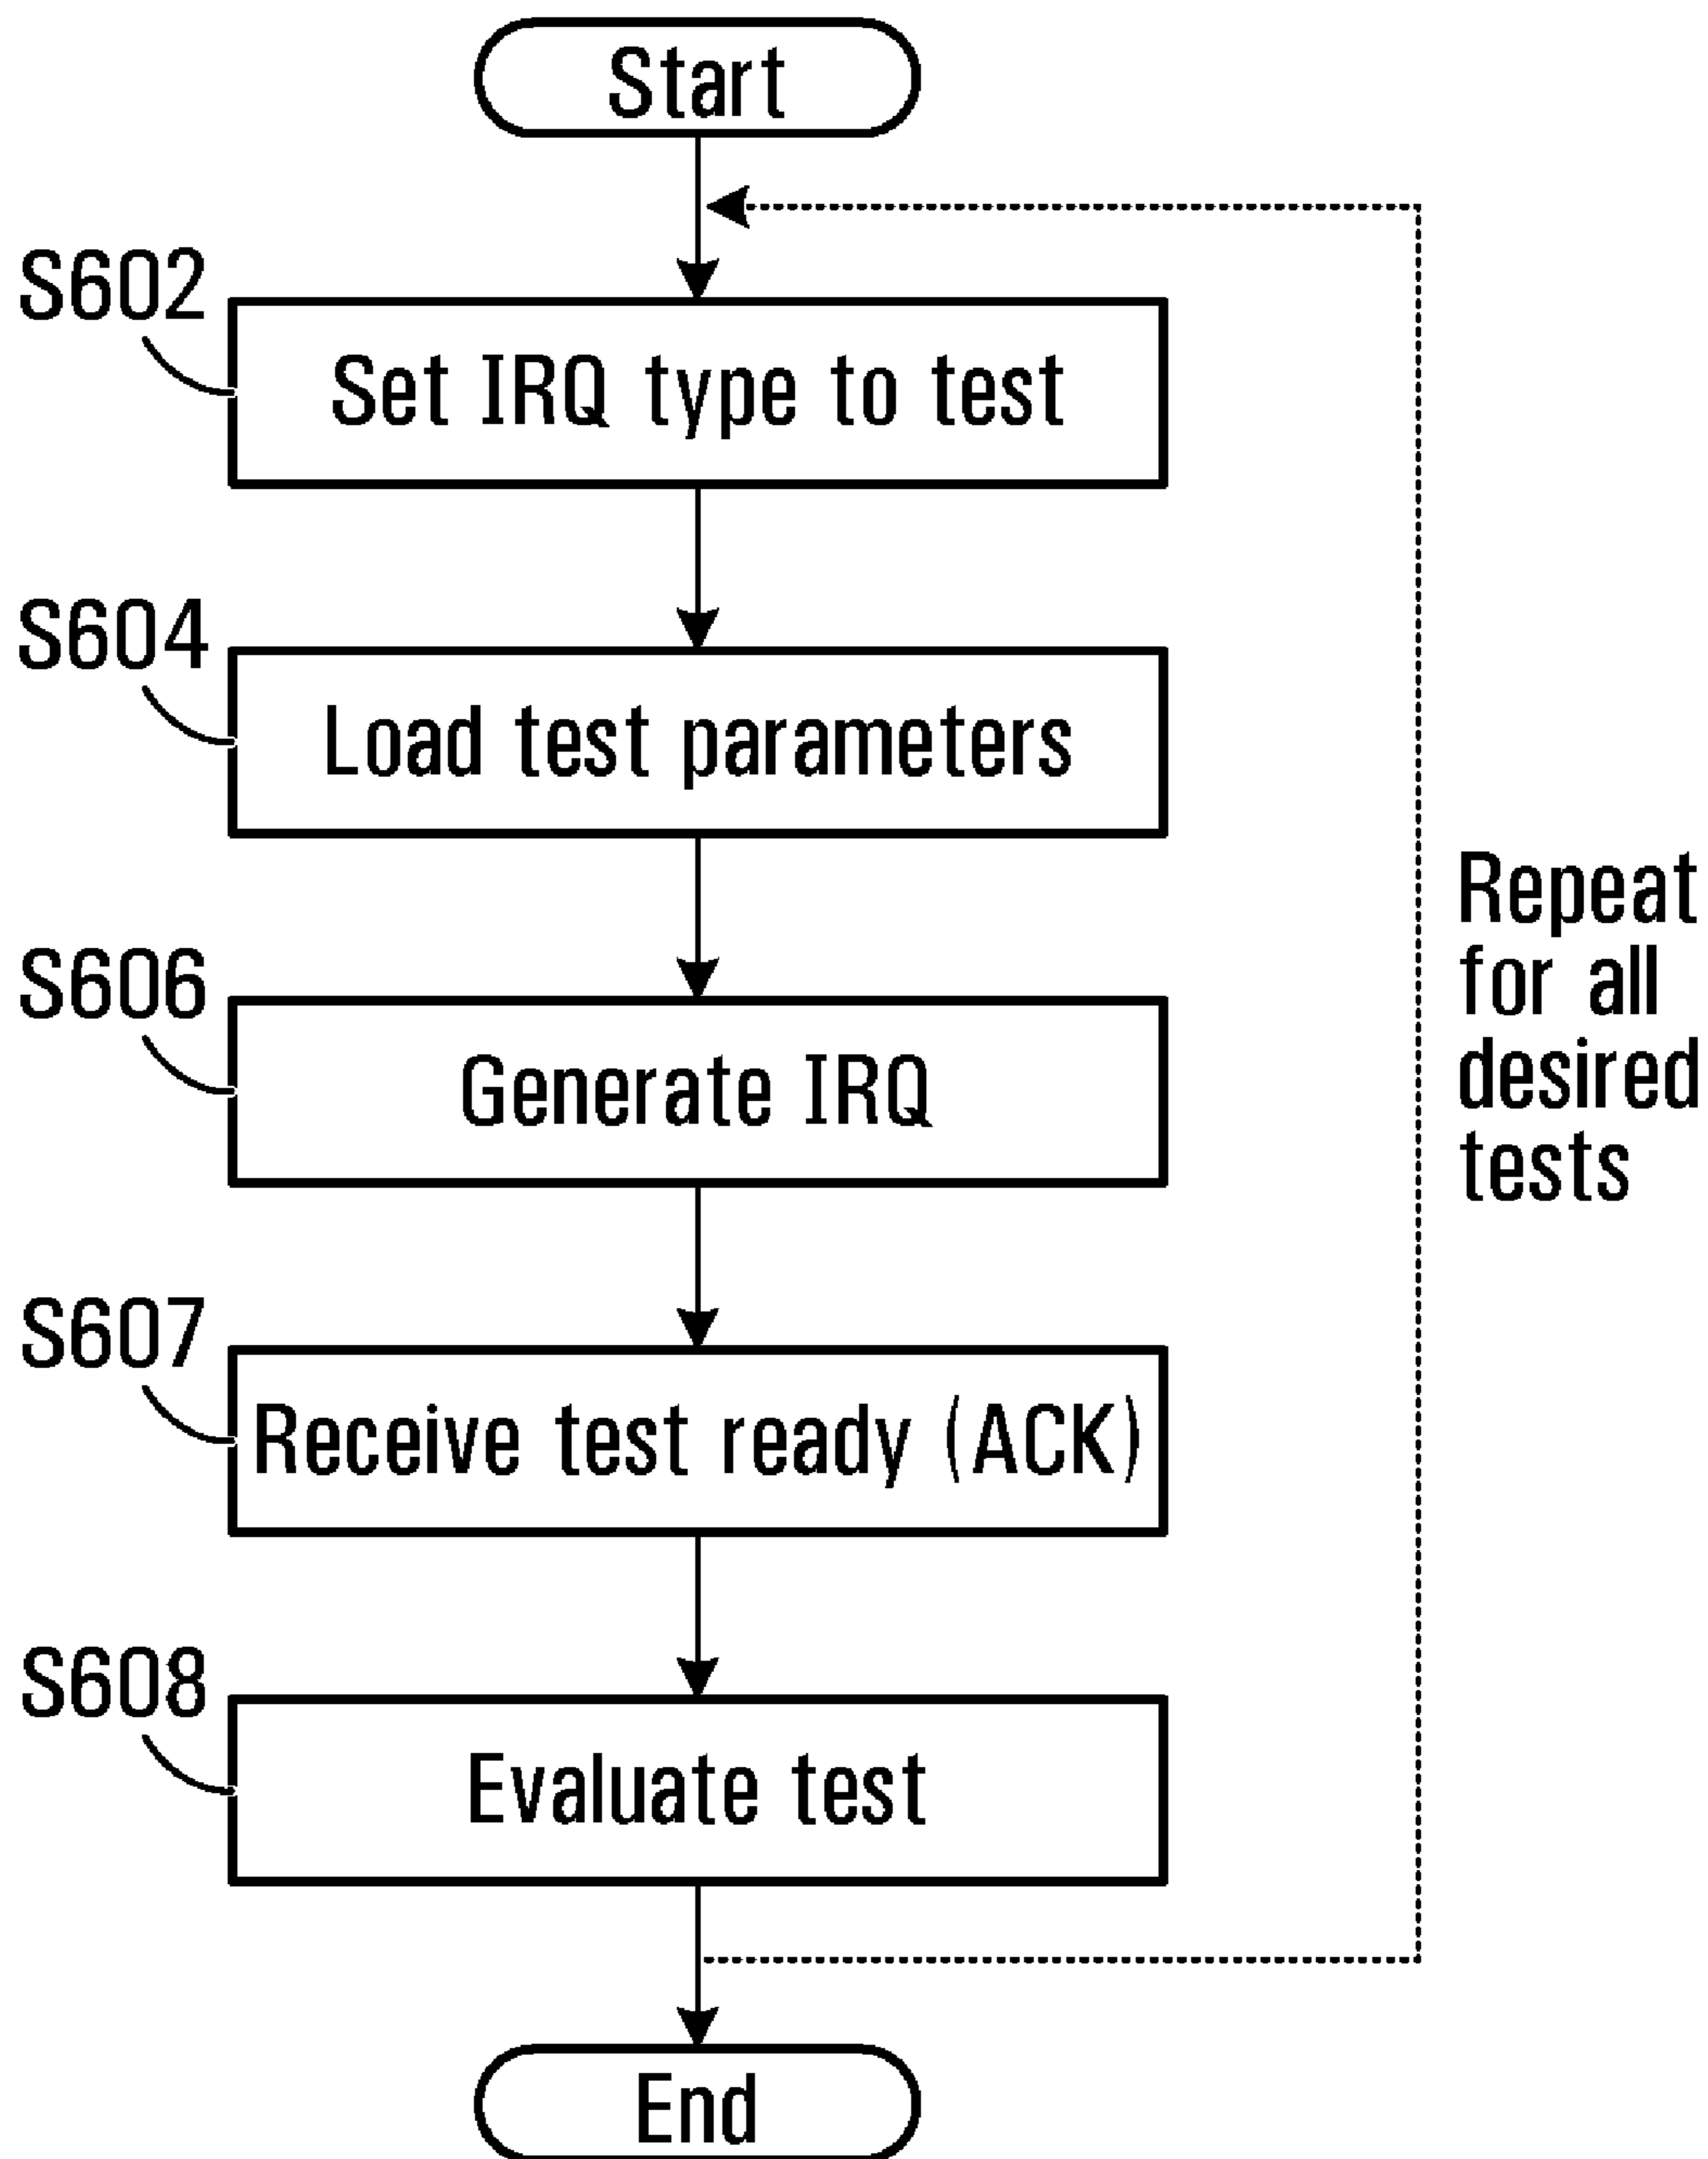 Start
S602
Set IRQ type to test
S604
Load test parameters
Repeat
for all
desired
tests
S606
Generate IRQ
S607
Receive test ready (ACK)
S608
Evaluate test
End